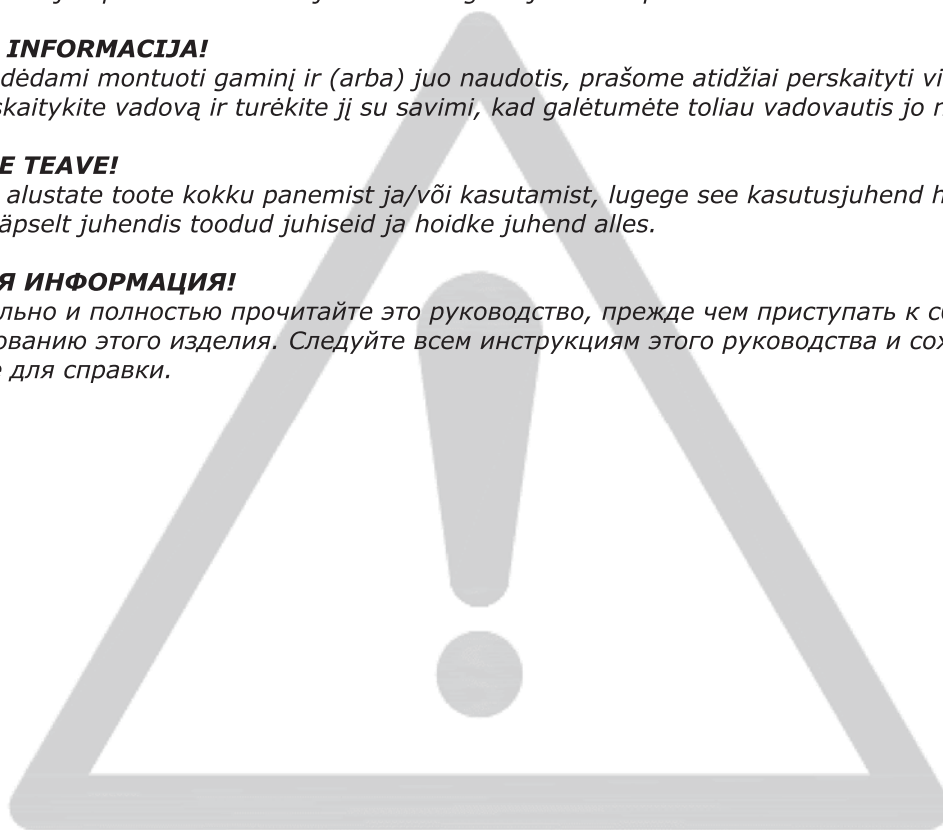 INFORMACIJA!
dėdami montuoti gaminį ir (arba) juo naudotis, prašome atidžiai perskaityti vi
skaitykite vadovą ir turėkite jį su savimi, kad galėtumėte toliau vadovautis jo
E TEAVE!
alustate toote kokku panemist ja/või kasutamist, lugege see kasutusjuhend h
äpselt juhendis toodud juhiseid ja hoidke juhend alles.
Я ИНФОРМАЦИЯ!
льно и полностью прочитайте это руководство, прежде чем приступать к с
ованию этого изделия. Следуйте всем инструкциям этого руководства и сох
е для справки.